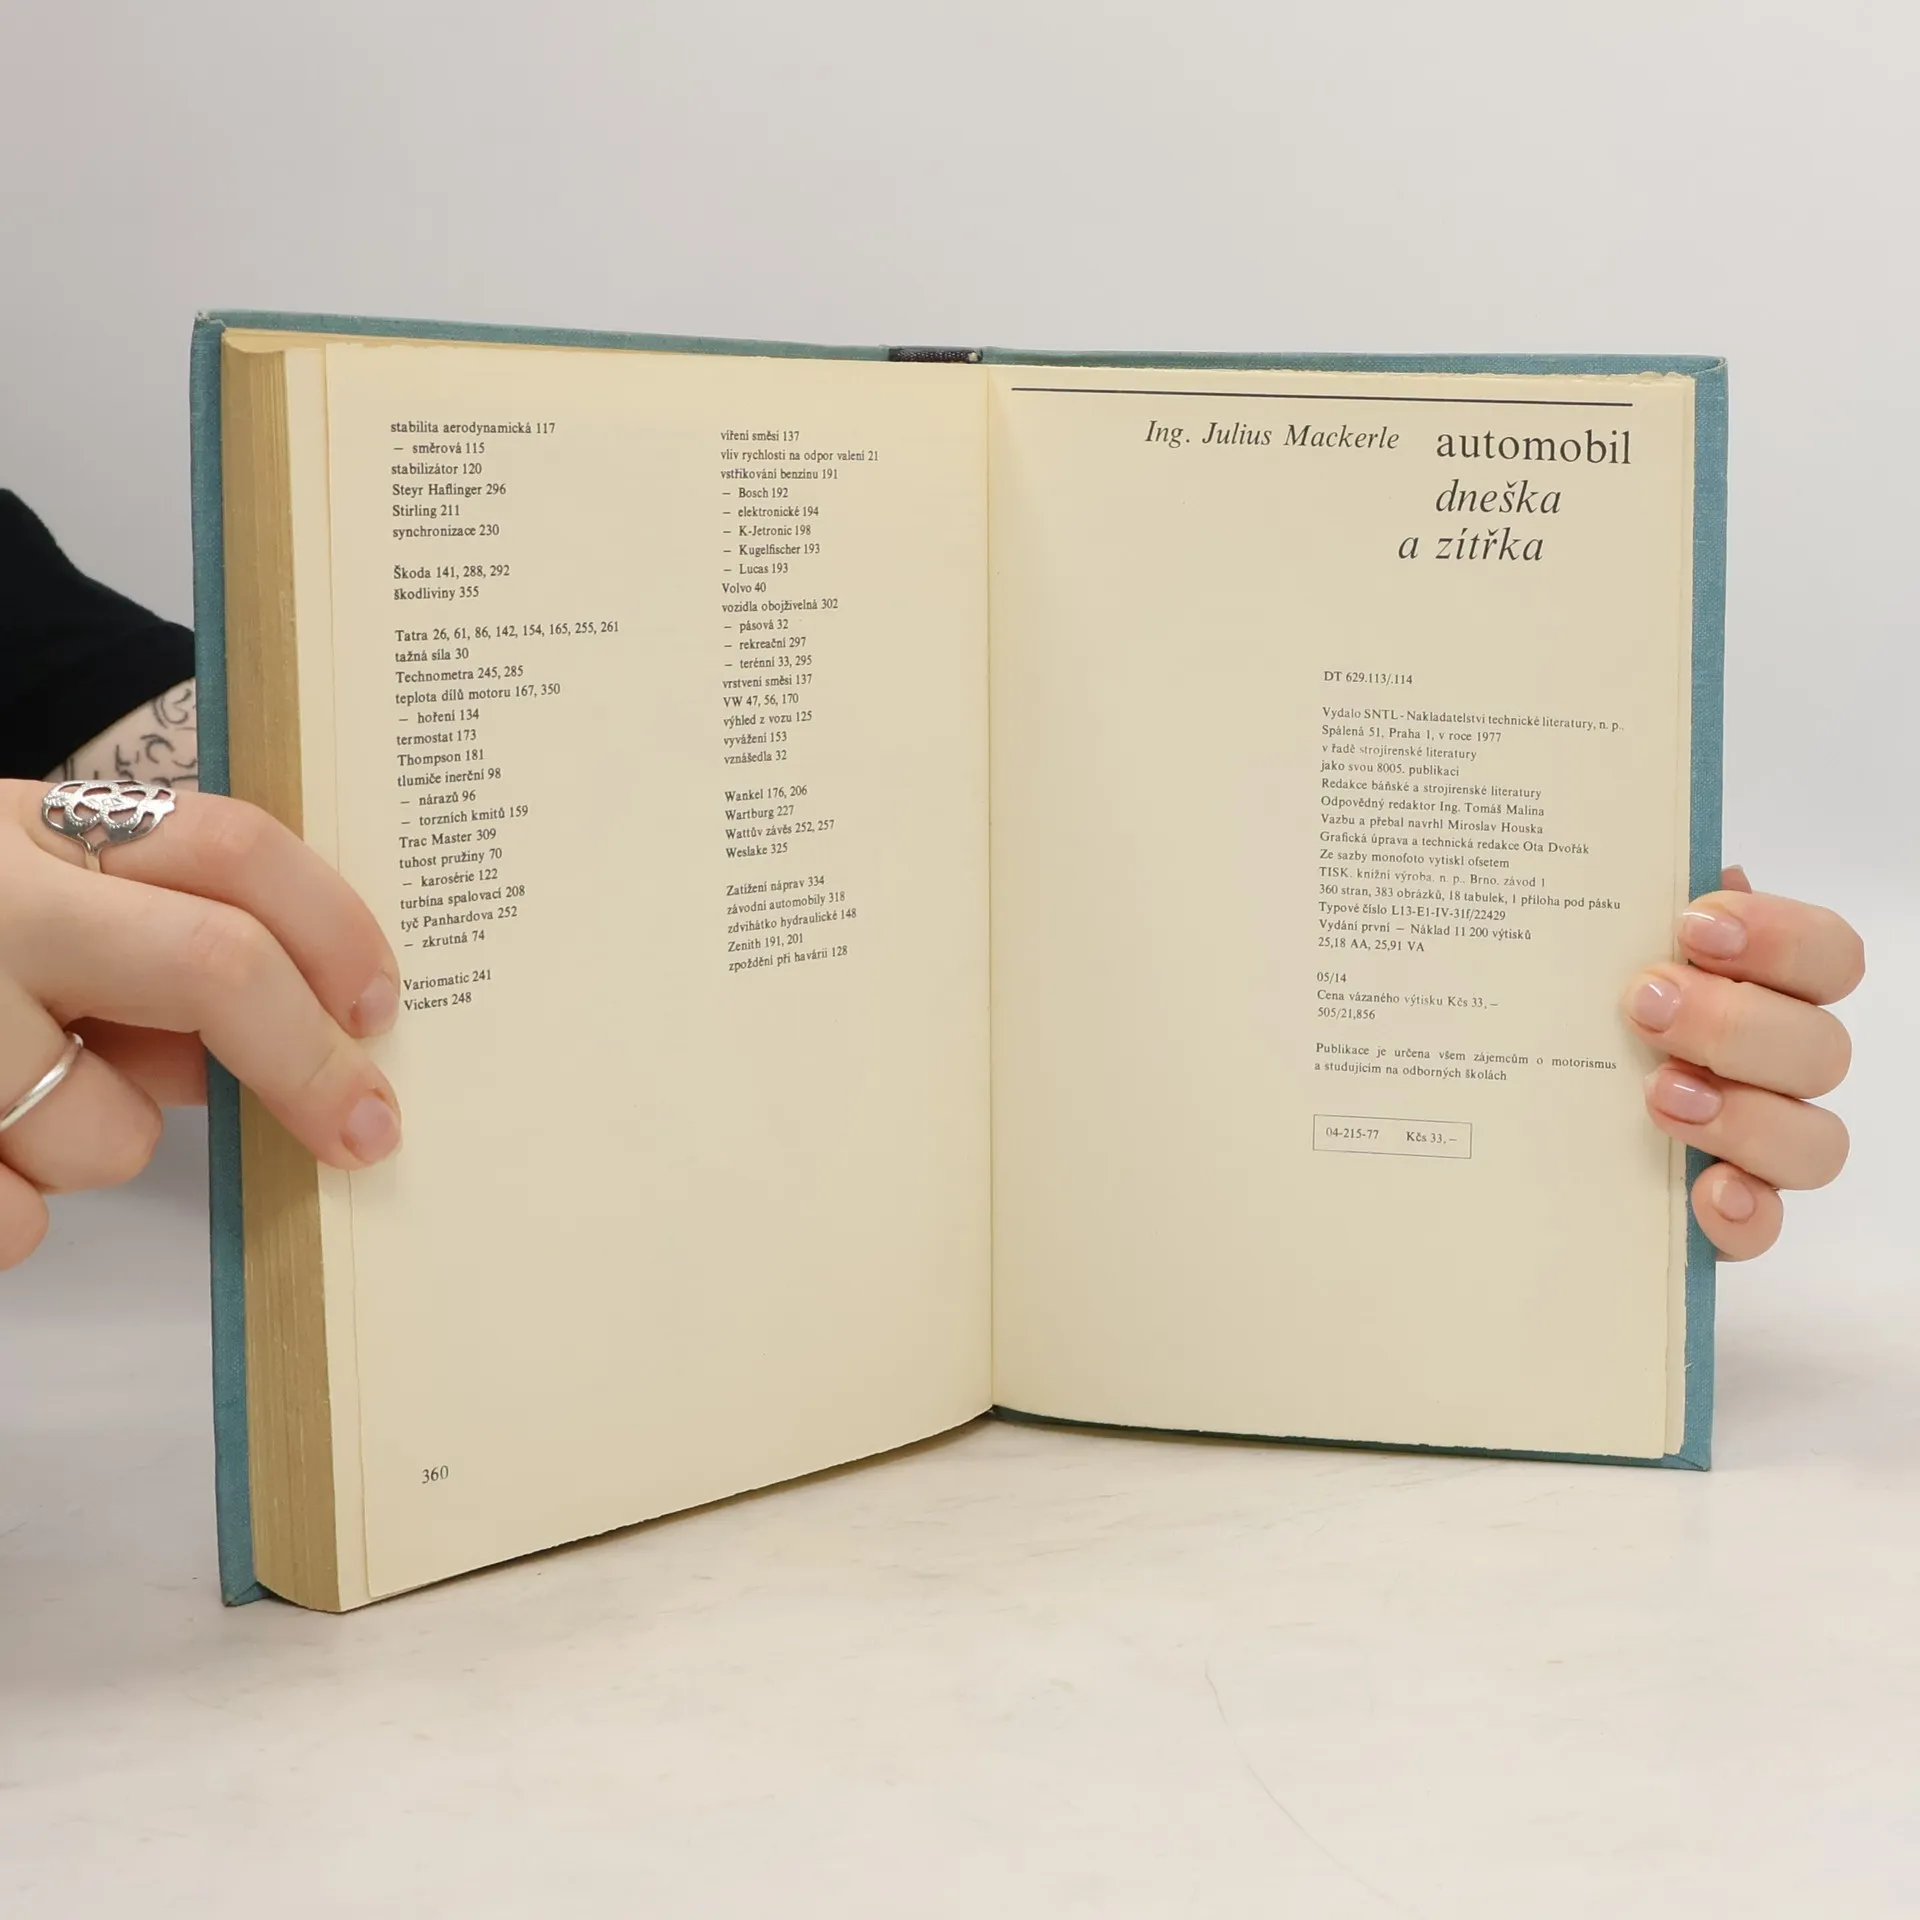 stabilita aerodynamická 117
– směrová 115
stabilizátor 120
Steyr Haflinger 296
Stirling 211
synchronizace 230
Škoda 141, 288, 292
škodliviny 355
Tatra 26, 61, 86, 142, 154, 165, 255, 261
tažná síla 30
Technometra 245, 285
teplota dílů motoru 167, 350
– hoření 134
termostat 173
Thompson 181
tlumiče inerční 98
– nárazů 96
– torzních kmitů 159
Trac Master 309
tuhost pružiny 70
– karosérie 122
turbína spalovací 208
tyč Panhardova 252
– zkrutná 74
Variomatic 241
Vickers 248
víření směsi 137
vliv rychlosti na odpor valení 21
vstřikování benzínu 191
– Bosch 192
– elektronické 194
– K-Jetronic 198
– Kugelfischer 193
– Lucas 193
Volvo 40
vozidla obojživelná 302
– pásová 32
– rekreační 297
– terénní 33, 295
vrstvení směsi 137
VW 47, 56, 170
výhled z vozu 125
vyvážení 153
vznášedla 32
Wankel 176, 206
Wartburg 227
Wattův závěs 252, 257
Weslake 325
Zatížení náprav 334
závodní automobily 318
zdvihátko hydraulické 148
Zenith 191, 201
zpoždění při havárii 128
360
Ing. Julius Mackerle automobil
dneška
a zítřka
DT 629.113/.114
Vydalo SNTL - Nakladatelství technické literatury, n. p.,
Spálená 51, Praha 1, v roce 1977
v řadě strojírenské literatury
jako svou 8005. publikaci
Redakce báňské a strojírenské literatury
Odpovědný redaktor Ing. Tomáš Malina
Vazbu a přebal navrhl Miroslav Houska
Grafická úprava a technická redakce Ota Dvořák
Ze sazby monofoto vytiskl ofsetem
TISK, knižní výroba, n. p., Brno, závod 1
360 stran, 383 obrázků, 18 tabulek, 1 příloha pod pásku
Typové číslo L13-E1-IV-31f/22429
Vydání první – Náklad 11 200 výtisků
25,18 AA, 25,91 VA
05/14
Cena vázaného výtisku Kčs 33,–
505/21,856
Publikace je určena všem zájemcům o motorismus
a studujícím na odborných školách
04-215-77 Kčs 33,–